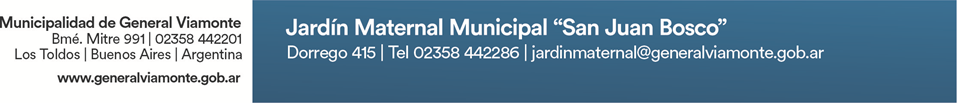 Municipalidad de General Viamonte
Bmé. Mitre 991 | 02358 442201
Los Toldos | Buenos Aires | Argentina
www.generalviamonte.gob.ar
Jardín Maternal Municipal “San Juan Bosco”
Dorrego 415 | Tel 02358 442286 | jardinmaternal@generalviamonte.gob.ar